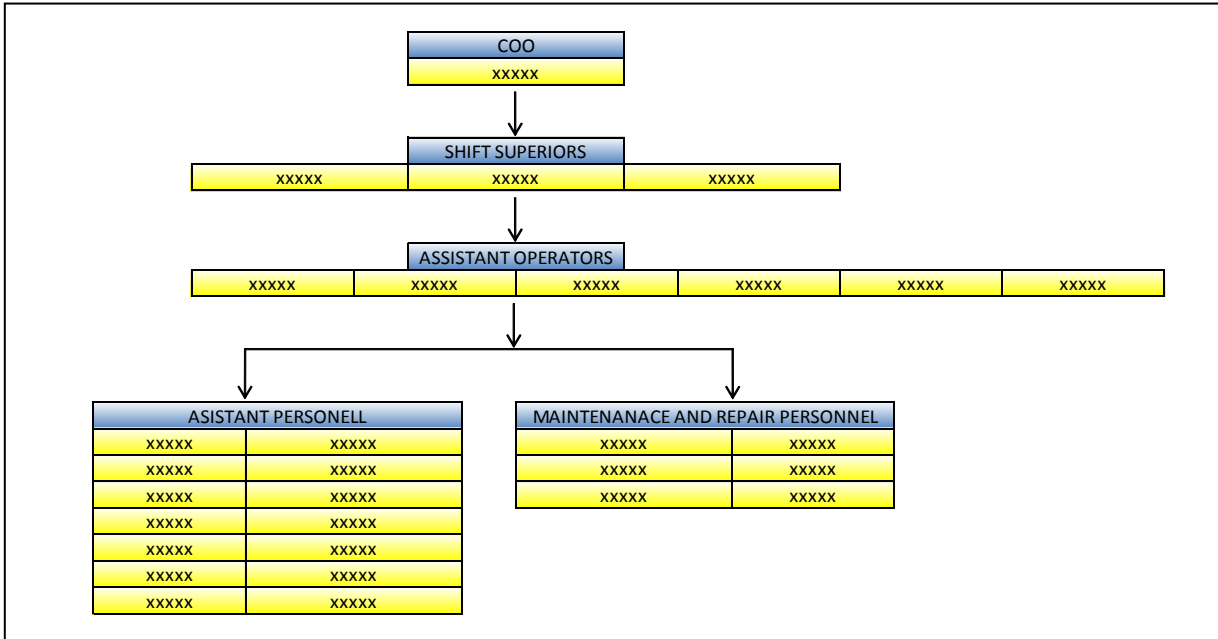 COO
xxxxx
SHIFT SUPERIORS
xxxxx xxxxx xxxxx
ASSISTANT OPERATORS
xxxxx xxxxx xxxxx xxxxx xxxxx xxxxx
ASISTANT PERSONELL
xxxxx xxxxx
xxxxx xxxxx
xxxxx xxxxx
xxxxx xxxxx
xxxxx xxxxx
xxxxx xxxxx
xxxxx xxxxx
MAINTENANACE AND REPAIR PERSONNEL
xxxxx xxxxx
xxxxx xxxxx
xxxxx xxxxx